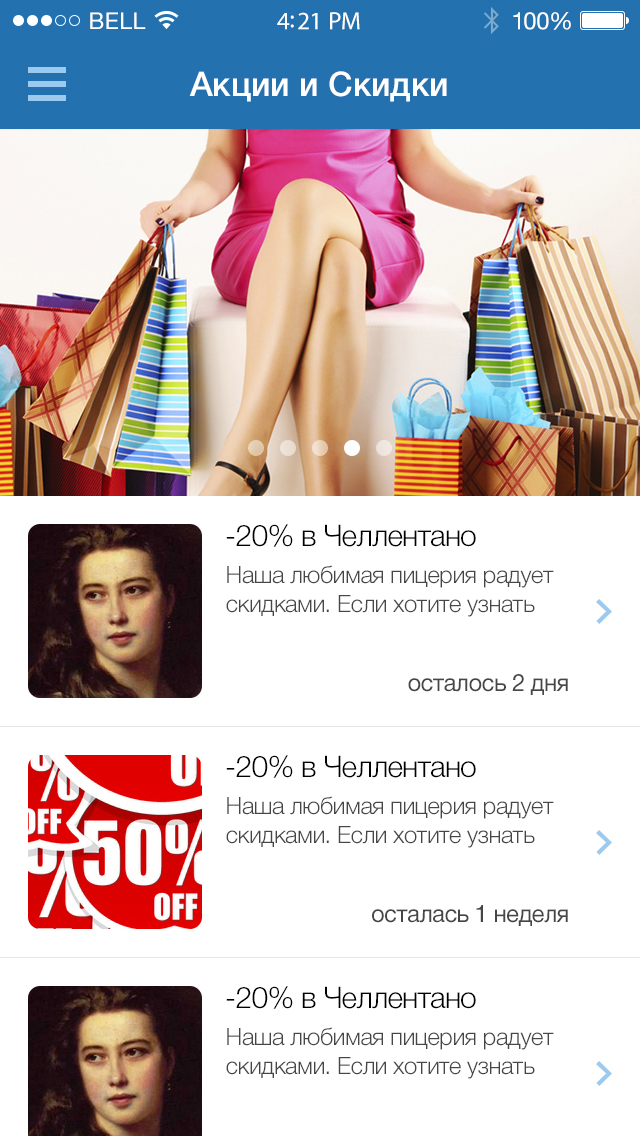 BELL 4:21 PM 100%
Акции и Скидки
-20% в Челлентано
Наша любимая пицерия радует
скидками. Если хотите узнать
осталось 2 дня
%
OFF
50%
OFF
%
-20% в Челлентано
Наша любимая пицерия радует
скидками. Если хотите узнать
осталась 1 неделя
-20% в Челлентано
Наша любимая пицерия радует
скидками. Если хотите узнать